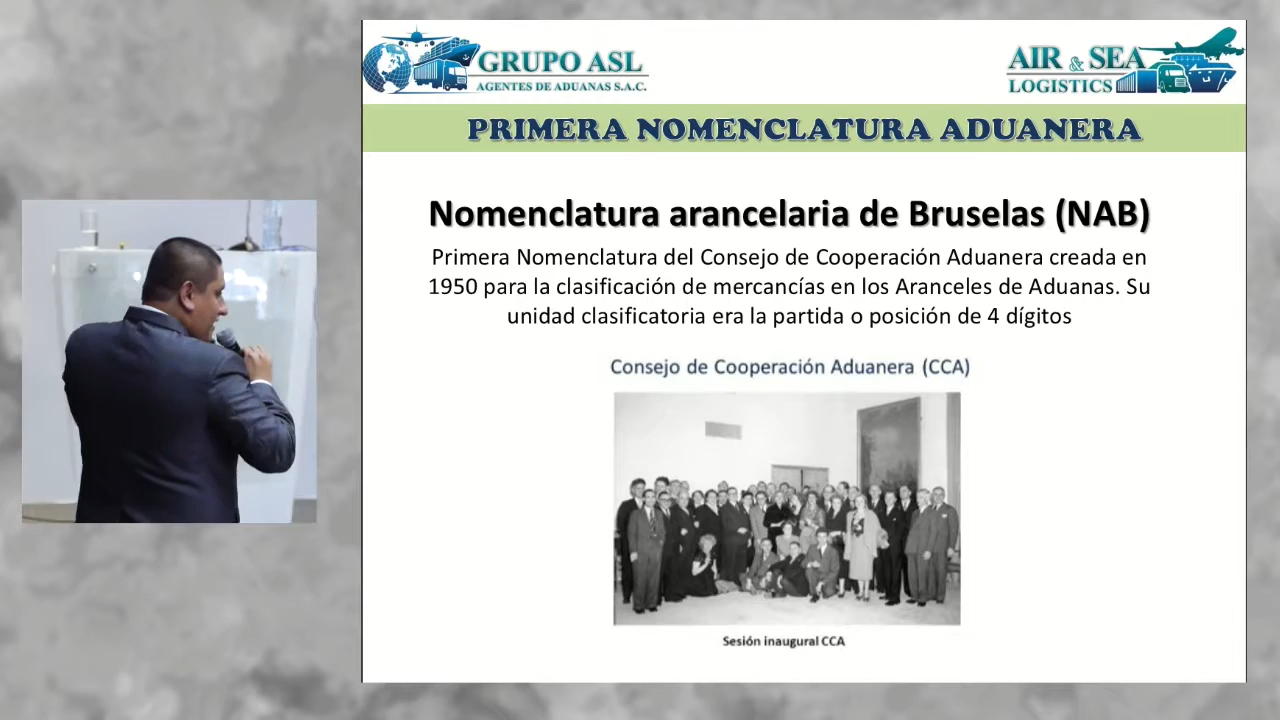 GRUPO ASL
AGENTES DE ADUANAS S.A.C.
AIR & SEA
LOGISTICS
PRIMERA NOMENCLATURA ADUANERA
Nomenclatura arancelaria de Bruselas (NAB)
Primera Nomenclatura del Consejo de Cooperación Aduanera creada en
1950 para la clasificación de mercancías en los Aranceles de Aduanas. Su
unidad clasificatoria era la partida o posición de 4 dígitos
Consejo de Cooperación Aduanera (CCA)
Sesión inaugural CCA